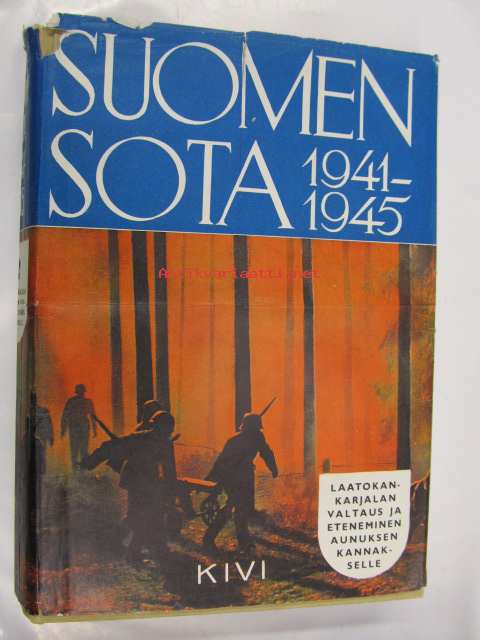 SUOMEN
SOTA 1941–
1945
Antikvariaatti.net
LAATOKAN-
KARJALAN
VALTAUS JA
ETENEMINEN
AUNUKSEN
KANNAK-
SELLE
KIVI